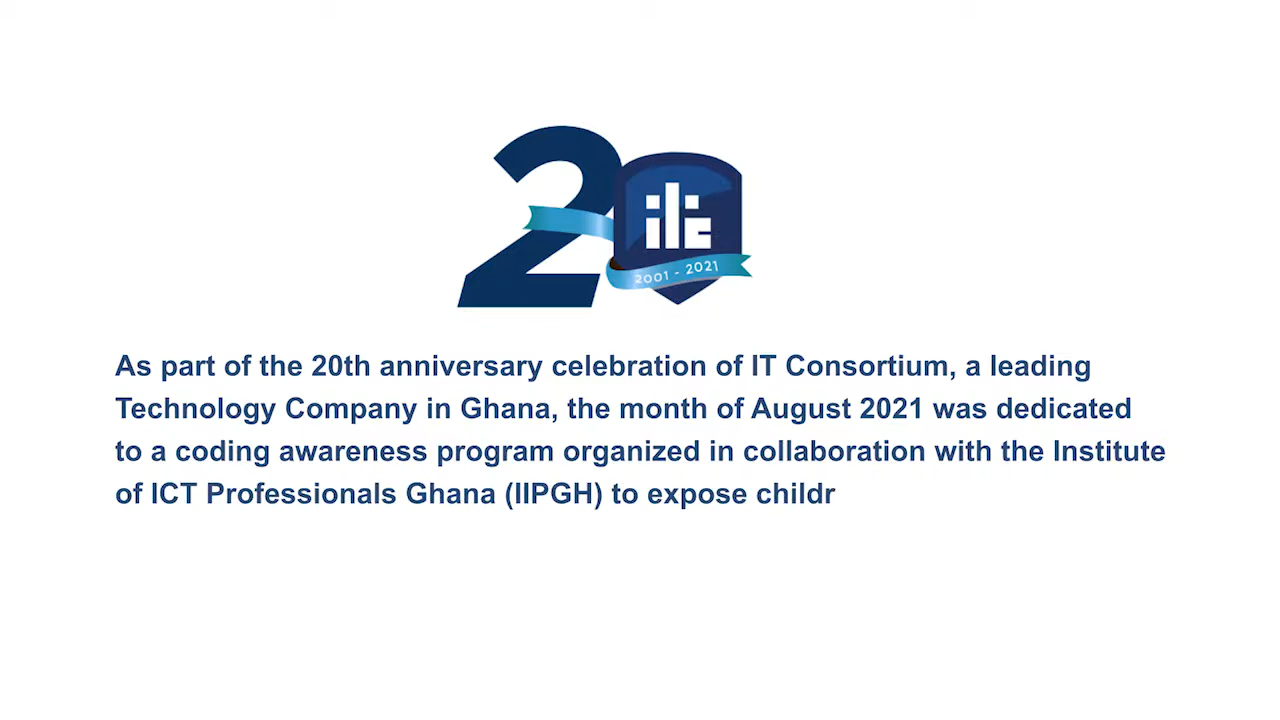 20
itc
2001 - 2021
As part of the 20th anniversary celebration of IT Consortium, a leading
Technology Company in Ghana, the month of August 2021 was dedicated
to a coding awareness program organized in collaboration with the Institute
of ICT Professionals Ghana (IIPGH) to expose childr